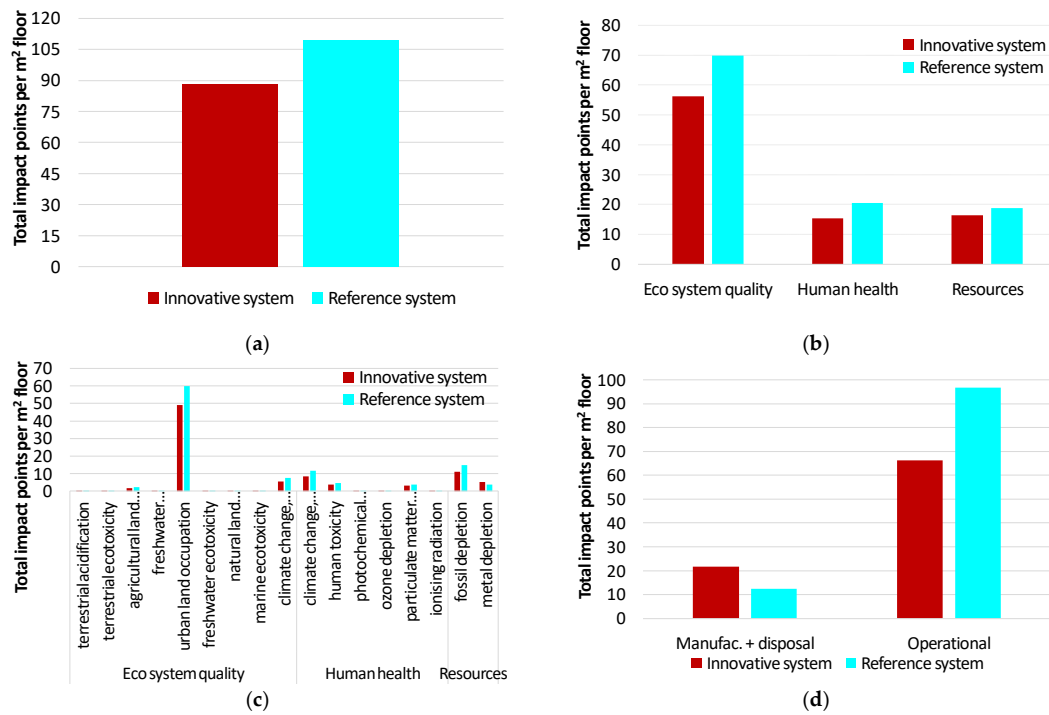 Total impact points per m² floor
120
105
90
75
60
45
30
15
0
Innovative system
Reference system
(a)
Total impact points per m² floor
80
70
60
50
40
30
20
10
0
Innovative system
Reference system
Eco system quality
Human health
Resources
(b)
Total impact points per m² floor
70
60
50
40
30
20
10
0
Innovative system
Reference system
terrestrial acidification
terrestrial ecotoxicity
agricultural land…
freshwater…
urban land occupation
freshwater ecotoxicity
natural land…
marine ecotoxicity
climate change,…
climate change,…
human toxicity
photochemical…
ozone depletion
particulate matter…
ionising radiation
fossil depletion
metal depletion
Eco system quality
Human health
Resources
(c)
Total impact points per m² floor
100
90
80
70
60
50
40
30
20
10
0
Manufac. + disposal
Operational
Innovative system
Reference system
(d)